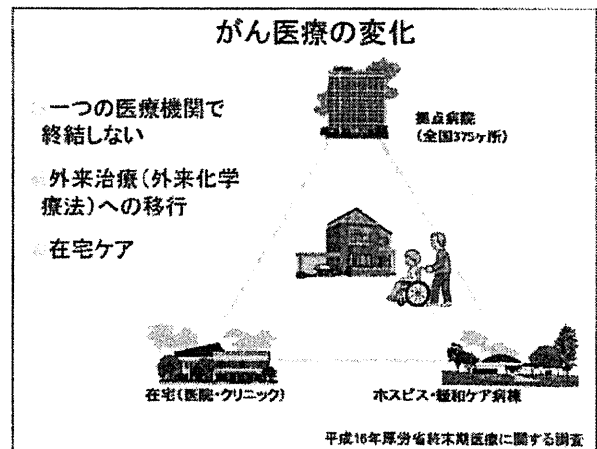 がん医療の変化
一つの医療機関で
終結しない
外来治療(外来化学
療法)への移行
在宅ケア
拠点病院
(全国375ヶ所)
在宅(医院・クリニック)
ホスピス・緩和ケア病棟
平成16年厚労省終末期医療に関する調査